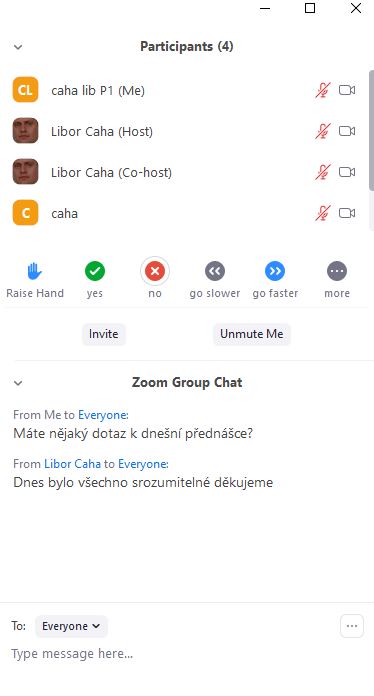 Participants (4)
CL caha lib P1 (Me)
Libor Caha (Host)
Libor Caha (Co-host)
C caha
Raise Hand yes no go slower go faster more
Invite Unmute Me
Zoom Group Chat
From Me to Everyone:
Máte nějaký dotaz k dnešní přednášce?
From Libor Caha to Everyone:
Dnes bylo všechno srozumitelné děkujeme
To: Everyone
Type message here...